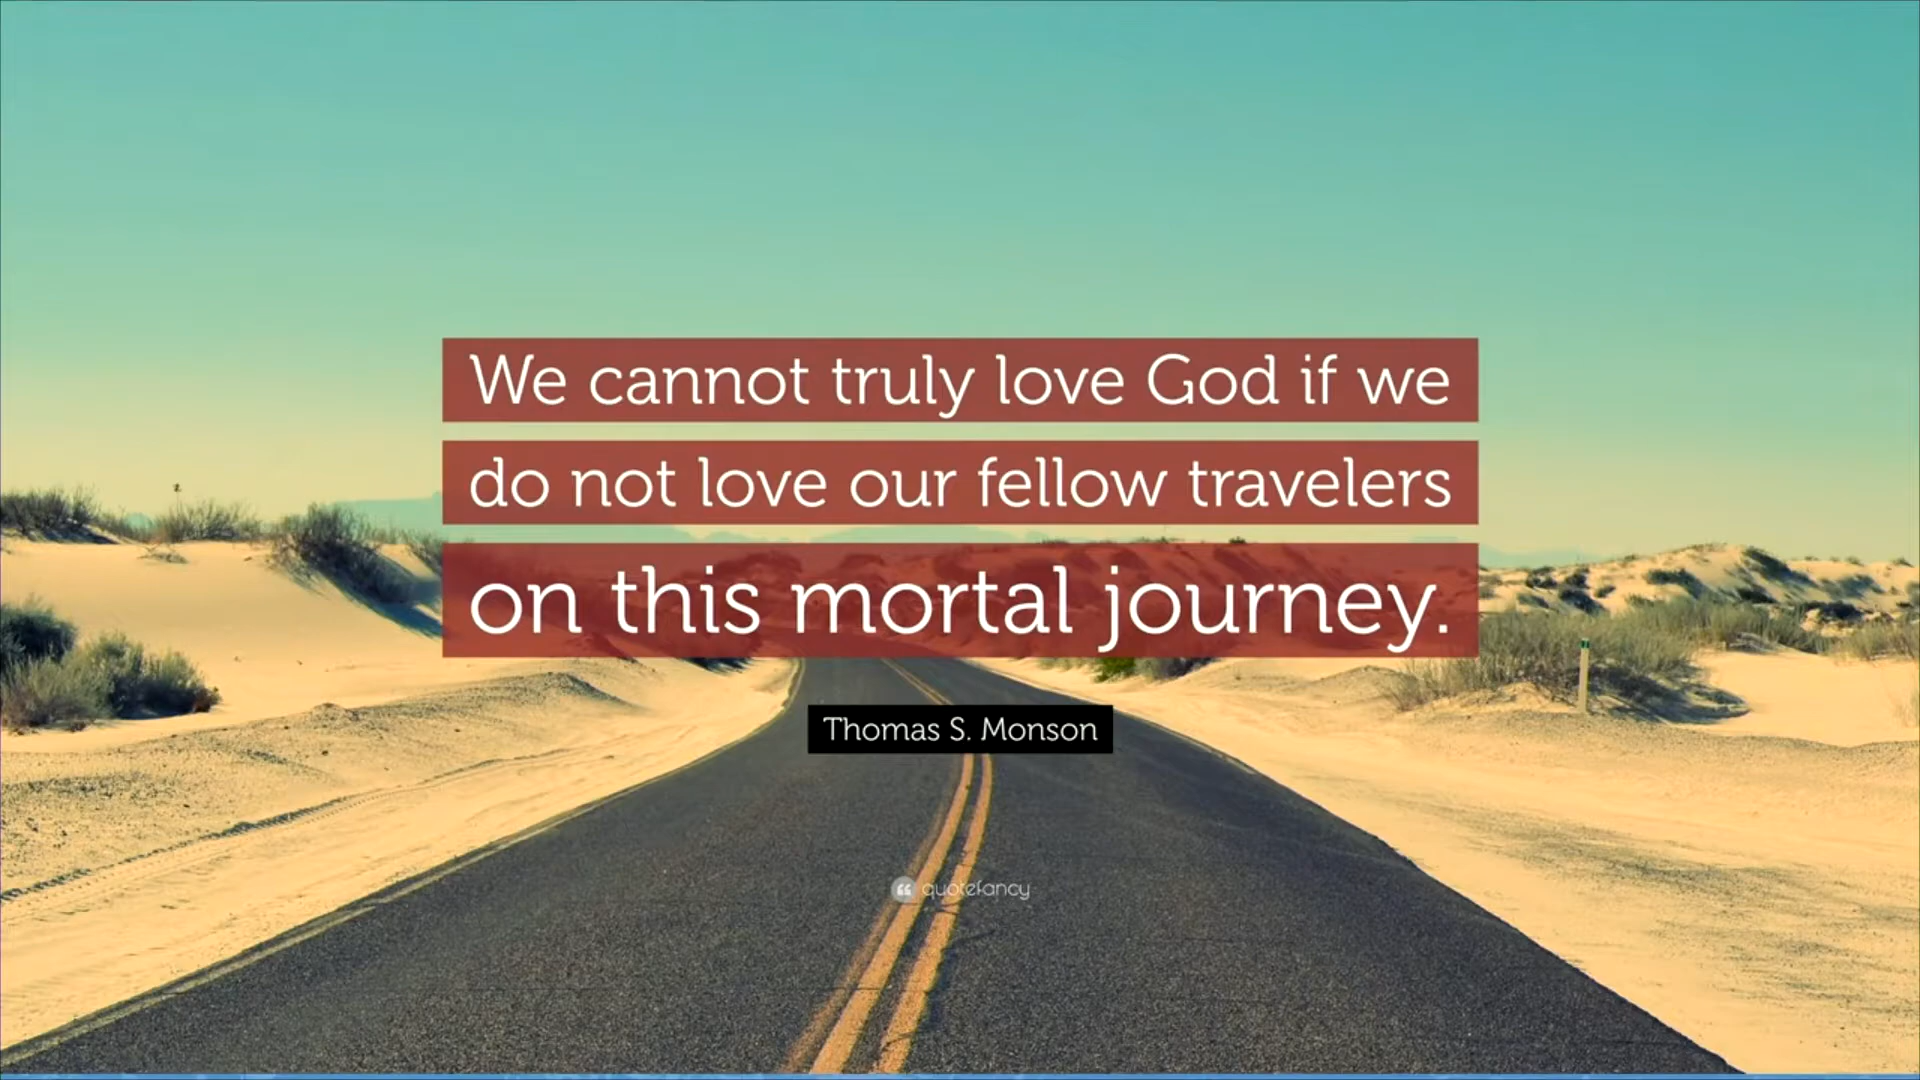 We cannot truly love God if we
do not love our fellow travelers
on this mortal journey.
Thomas S. Monson
quotefancy